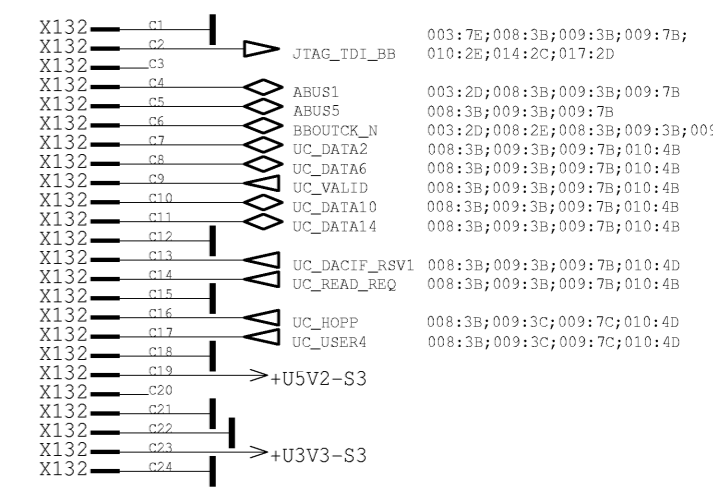 X132 C1 003:7E;008:3B;009:3B;009:7B;
X132 C2 JTAG_TDI_BB 010:2E;014:2C;017:2D
X132 C3
X132 C4 ABUS1 003:2D;008:3B;009:3B;009:7B
X132 C5 ABUS5 008:3B;009:7B
X132 C6 BBOUTCK_N 003:2D;008:2E;008:3B;009:3B;009
X132 C7 UC_DATA2 008:3B;009:3B;009:7B;010:4B
X132 C8 UC_DATA6 008:3B;009:3B;009:7B;010:4B
X132 C9 UC_VALID 008:3B;009:3B;009:7B;010:4B
X132 C10 UC_DATA10 008:3B;009:3B;009:7B;010:4B
X132 C11 UC_DATA14 008:3B;009:3B;009:7B;010:4B
X132 C12
X132 C13 UC_DACIF_RSV1 008:3B;009:3B;009:7B;010:4D
X132 C14 UC_READ_REQ 008:3B;009:3B;009:7B;010:4B
X132 C15
X132 C16 UC_HOPP 008:3B;009:3C;009:7C;010:4D
X132 C17 UC_USER4 008:3B;009:3C;009:7C;010:4D
X132 C18
X132 C19 +U5V2-S3
X132 C20
X132 C21
X132 C22
X132 C23 +U3V3-S3
X132 C24